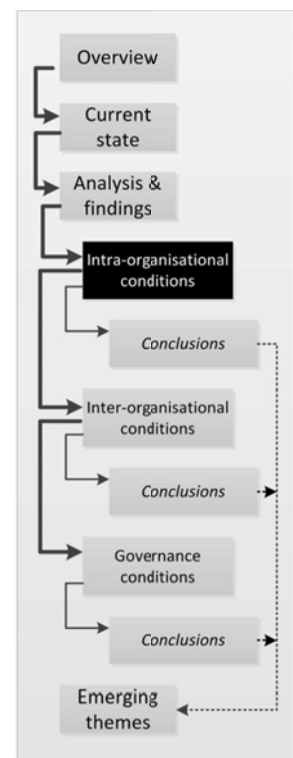 Overview
Current
state
Analysis &
findings
Intra-organisational
conditions
Conclusions
Inter-organisational
conditions
Conclusions
Governance
conditions
Conclusions
Emerging
themes